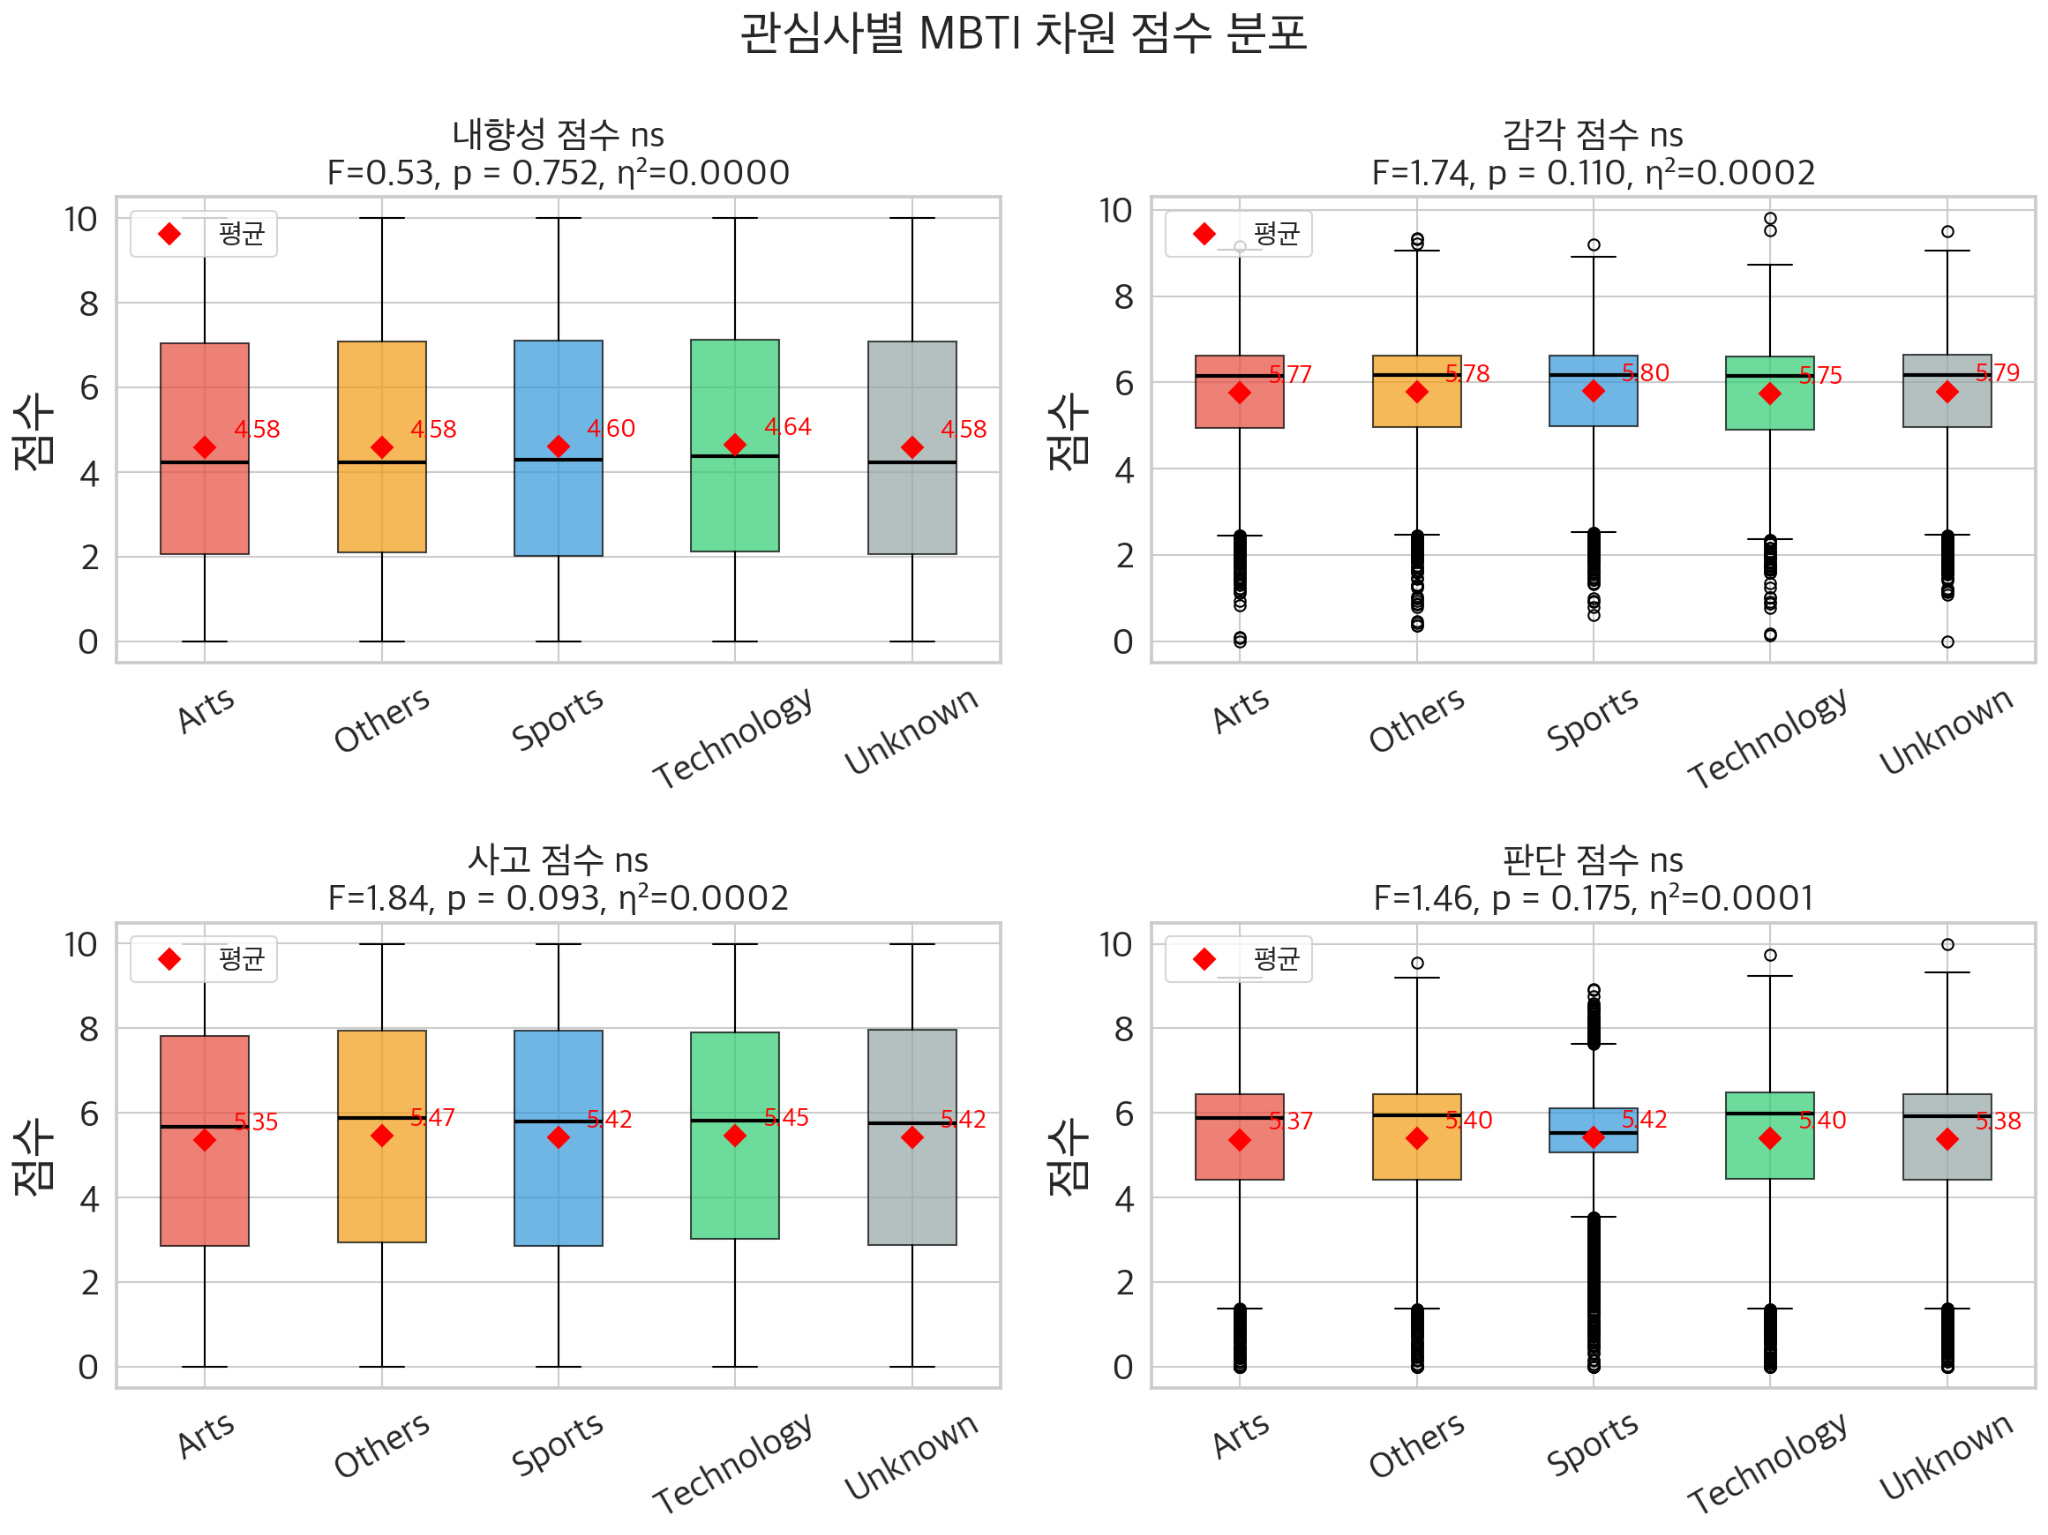 관심사별 MBTI 차원 점수 분포
내향성 점수 ns
F=0.53, p = 0.752, η²=0.0000
점수
10
8
6
4
2
0
평균
4.58
4.58
4.60
4.64
4.58
Arts
Others
Sports
Technology
Unknown
감각 점수 ns
F=1.74, p = 0.110, η²=0.0002
점수
10
8
6
4
2
0
평균
5.77
5.78
5.80
5.75
5.79
Arts
Others
Sports
Technology
Unknown
사고 점수 ns
F=1.84, p = 0.093, η²=0.0002
점수
10
8
6
4
2
0
평균
5.35
5.47
5.42
5.45
5.42
Arts
Others
Sports
Technology
Unknown
판단 점수 ns
F=1.46, p = 0.175, η²=0.0001
점수
10
8
6
4
2
0
평균
5.37
5.40
5.42
5.40
5.38
Arts
Others
Sports
Technology
Unknown